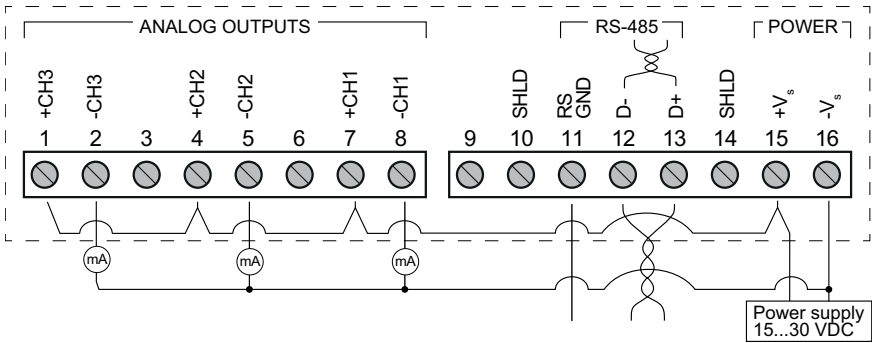 ANALOG OUTPUTS RS-485 POWER
+CH3 -CH3 +CH2 -CH2 +CH1 -CH1 SHLD RS GND D- D+ SHLD +Vs -Vs
1 2 3 4 5 6 7 8 9 10 11 12 13 14 15 16
mA mA mA
Power supply
15...30 VDC